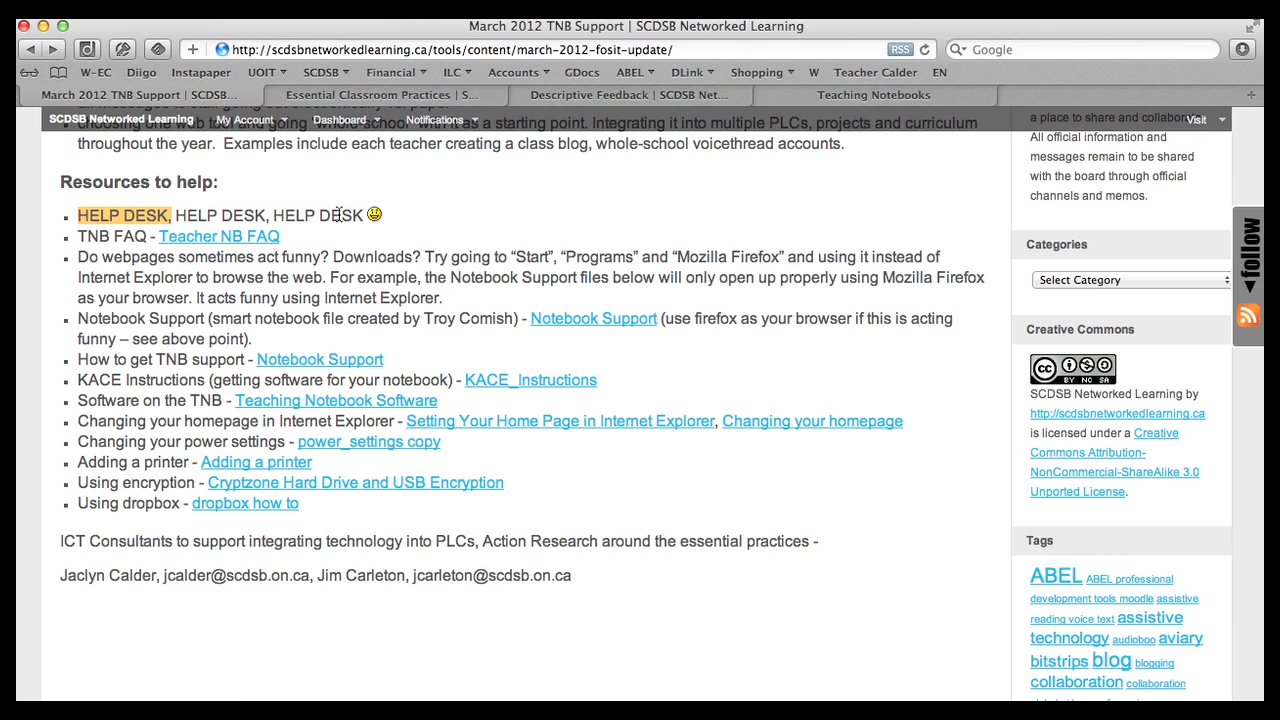 March 2012 TNB Support | SCDSB Networked Learning
http://scdsbnetworkedlearning.ca/tools/content/march-2012-fosit-update/
RSS
Google
W-EC Diigo Instapaper UOIT SCDSB Financial ILC Accounts GDocs ABEL DLink Shopping W Teacher Calder EN
March 2012 TNB Support | SCDSB... Essential Classroom Practices | S... Descriptive Feedback | SCDSB Net... Teaching Notebooks
SCDSB Networked Learning My Account Dashboard Notifications Visit
choosing one web tool and going "whole-school" with it as a starting point. Integrating it into multiple PLCs, projects and curriculum
throughout the year. Examples include each teacher creating a class blog, whole-school voicethread accounts.
Resources to help:
HELP DESK, HELP DESK, HELP DESK
TNB FAQ - Teacher NB FAQ
Do webpages sometimes act funny? Downloads? Try going to “Start”, “Programs” and “Mozilla Firefox” and using it instead of
Internet Explorer to browse the web. For example, the Notebook Support files below will only open up properly using Mozilla Firefox
as your browser. It acts funny using Internet Explorer.
Notebook Support (smart notebook file created by Troy Comish) - Notebook Support (use firefox as your browser if this is acting
funny – see above point).
How to get TNB support - Notebook Support
KACE Instructions (getting software for your notebook) - KACE_Instructions
Software on the TNB - Teaching Notebook Software
Changing your homepage in Internet Explorer - Setting Your Home Page in Internet Explorer, Changing your homepage
Changing your power settings - power_settings copy
Adding a printer - Adding a printer
Using encryption - Cryptzone Hard Drive and USB Encryption
Using dropbox - dropbox how to
ICT Consultants to support integrating technology into PLCs, Action Research around the essential practices -
Jaclyn Calder, jcalder@scdsb.on.ca, Jim Carleton, jcarleton@scdsb.on.ca
a place to share and collaborate.
All official information and
messages remain to be shared
with the board through official
channels and memos.
Categories
Select Category
Creative Commons
CC BY NC SA
SCDSB Networked Learning by
http://scdsbnetworkedlearning.ca
is licensed under a Creative
Commons Attribution-
NonCommercial-ShareAlike 3.0
Unported License.
Tags
ABEL ABEL professional
development tools moodle assistive
reading voice text assistive
technology audioboo aviary
bitstrips blog blogging
collaboration collaboration
follow